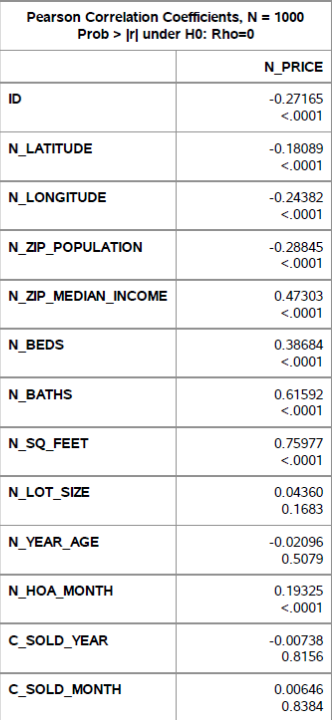 Pearson Correlation Coefficients, N = 1000
Prob > |r| under H0: Rho=0
N_PRICE
ID -0.27165
<.0001
N_LATITUDE -0.18089
<.0001
N_LONGITUDE -0.24382
<.0001
N_ZIP_POPULATION -0.28845
<.0001
N_ZIP_MEDIAN_INCOME 0.47303
<.0001
N_BEDS 0.38684
<.0001
N_BATHS 0.61592
<.0001
N_SQ_FEET 0.75977
<.0001
N_LOT_SIZE 0.04360
0.1683
N_YEAR_AGE -0.02096
0.5079
N_HOA_MONTH 0.19325
<.0001
C_SOLD_YEAR -0.00738
0.8156
C_SOLD_MONTH 0.00646
0.8384